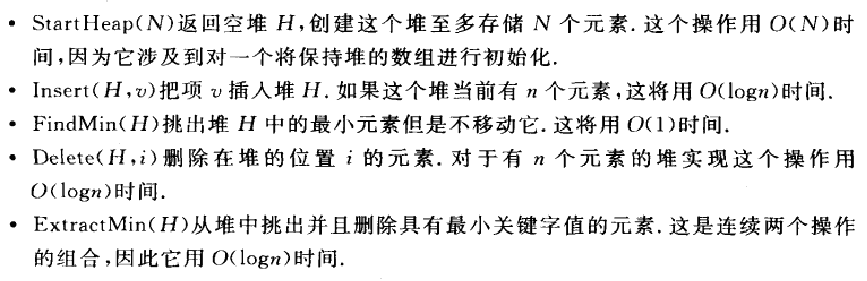 • StartHeap(N)返回空堆 H,创建这个堆至多存储 N 个元素.这个操作用 O(N)时
间,因为它涉及到对一个将保持堆的数组进行初始化.
• Insert(H,v)把项 v 插入堆 H.如果这个堆当前有 n 个元素,这将用 O(logn)时间.
• FindMin(H)挑出堆 H 中的最小元素但是不移动它.这将用 O(1)时间.
• Delete(H,i)删除在堆的位置 i 的元素.对于有 n 个元素的堆实现这个操作用
O(logn)时间.
• ExtractMin(H)从堆中挑出并且删除具有最小关键字值的元素.这是连续两个操作
的组合,因此它用 O(logn)时间.